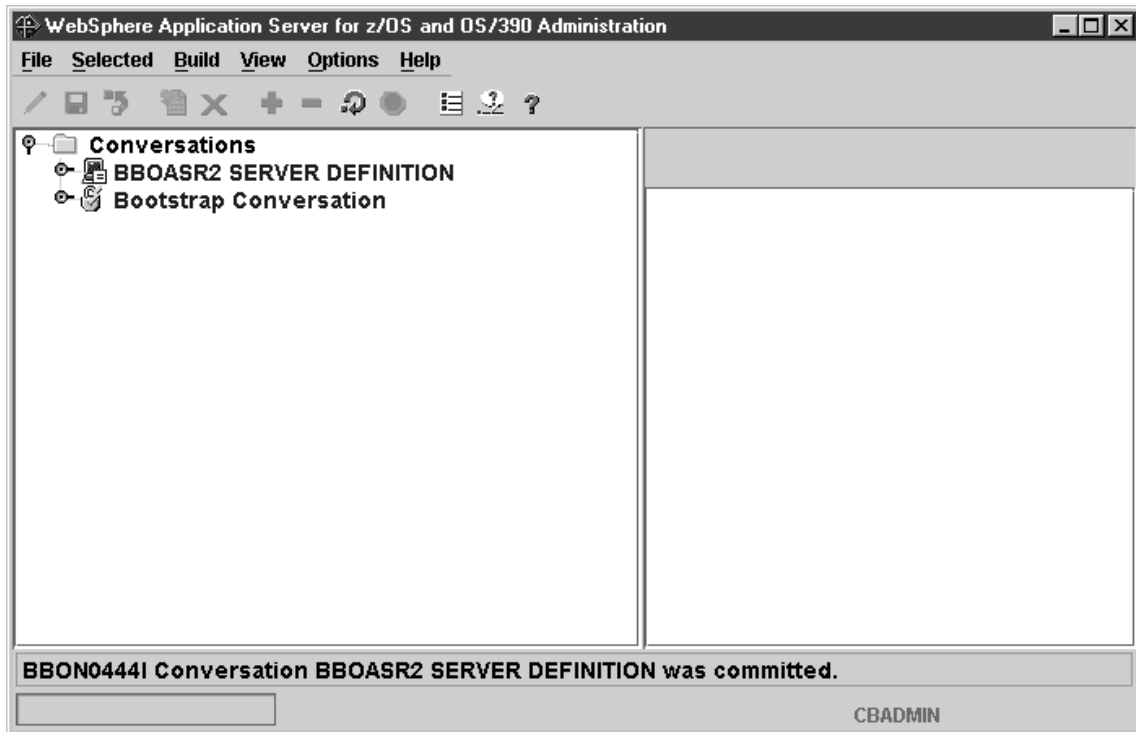 WebSphere Application Server for z/OS and OS/390 Administration
File Selected Build View Options Help
Conversations
BBOASR2 SERVER DEFINITION
Bootstrap Conversation
BBON0444I Conversation BBOASR2 SERVER DEFINITION was committed.
CBADMIN